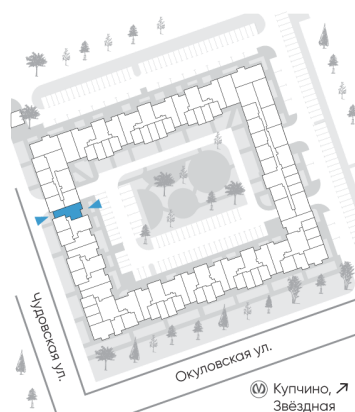 Чудовская ул.
Окуловская ул.
Купчино, ↗
Звёздная